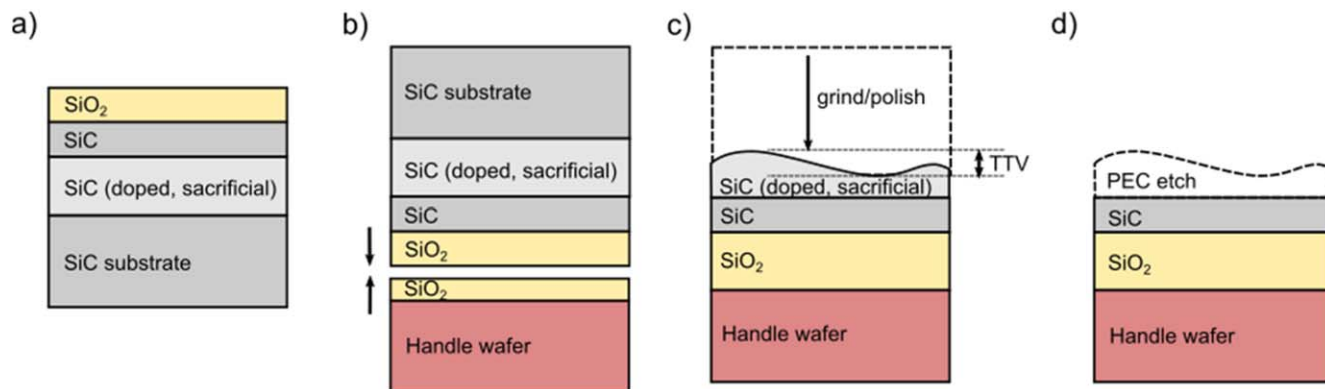 a)
SiO₂
SiC
SiC (doped, sacrificial)
SiC substrate
b)
SiC substrate
SiC (doped, sacrificial)
SiC
SiO₂
SiO₂
Handle wafer
c)
grind/polish
TTV
SiC (doped, sacrificial)
SiC
SiO₂
Handle wafer
d)
PEC etch
SiC
SiO₂
Handle wafer